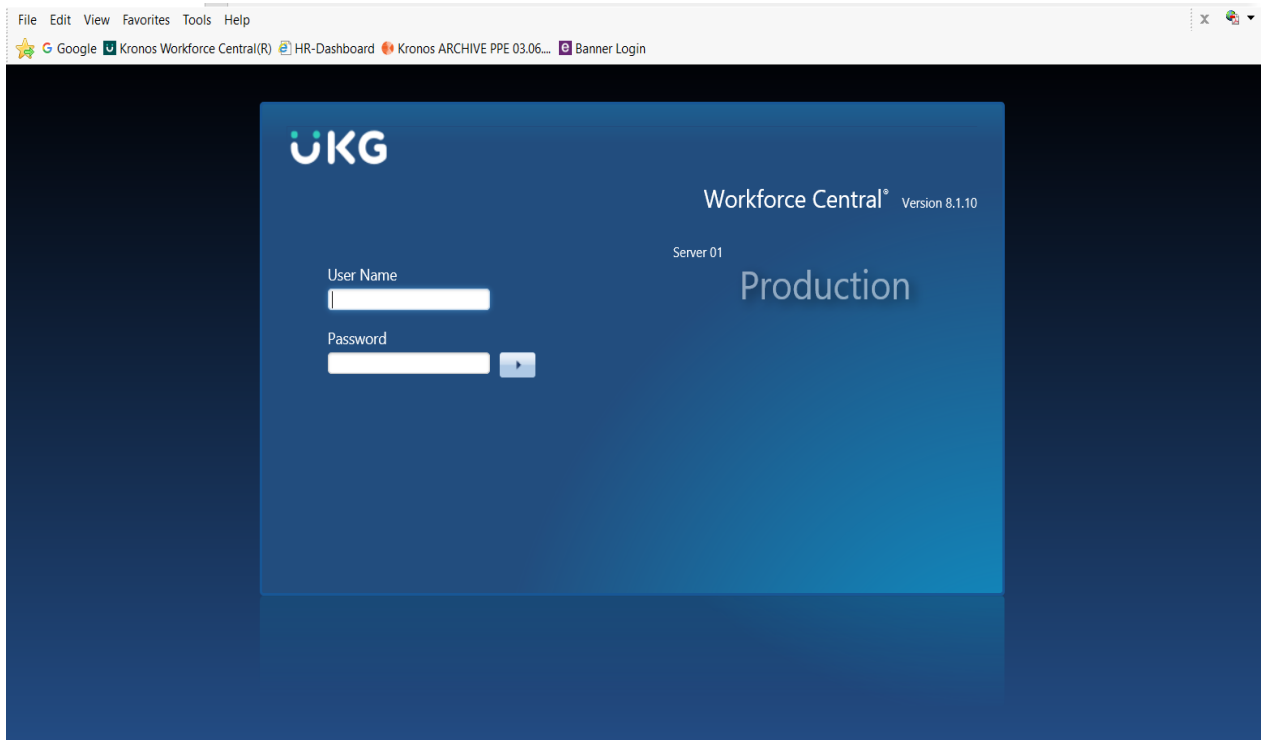 File Edit View Favorites Tools Help
G Google Kronos Workforce Central(R) HR-Dashboard Kronos ARCHIVE PPE 03.06.... e Banner Login
UKG
Workforce Central® Version 8.1.10
Server 01
Production
User Name
Password